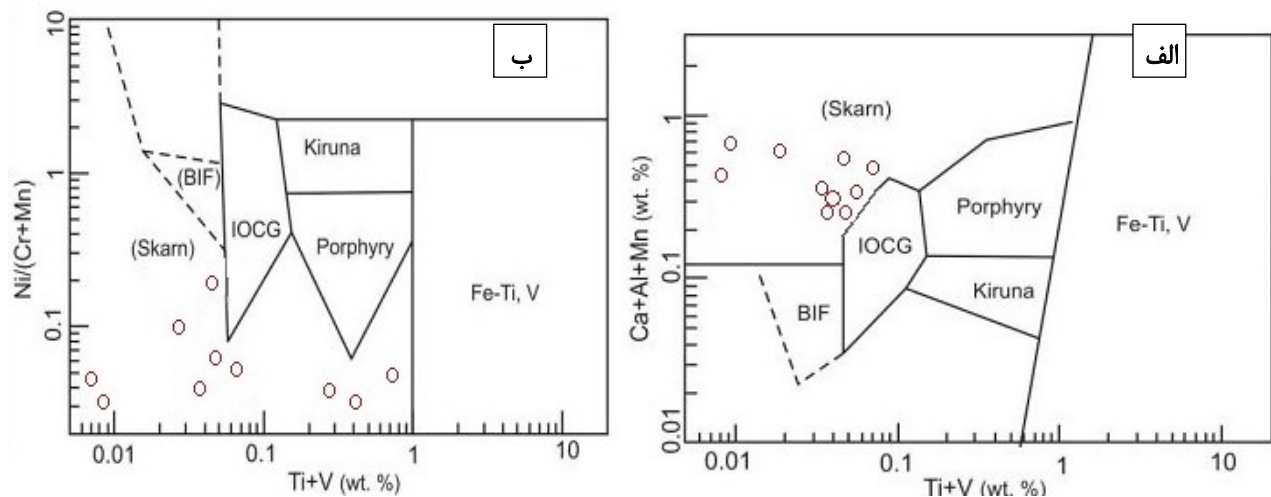 ب
10
1
0.1
Ni/(Cr+Mn)
(BIF)
(Skarn)
IOCG
Kiruna
Porphyry
Fe-Ti, V
0.01
0.1
1
10
Ti+V (wt. %)
الف
1
0.1
0.01
Ca+Al+Mn (wt. %)
(Skarn)
Porphyry
IOCG
BIF
Kiruna
Fe-Ti, V
0.01
0.1
1
10
Ti+V (wt. %)